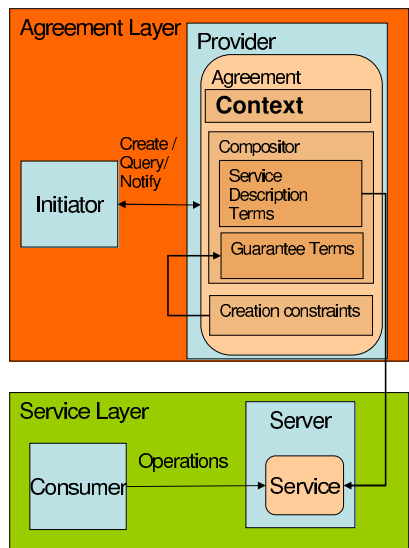 Agreement Layer
Provider
Agreement
Context
Create /
Query/
Notify
Compositor
Service
Description
Terms
Initiator
Guarantee Terms
Creation constraints
Service Layer
Server
Operations
Consumer
Service